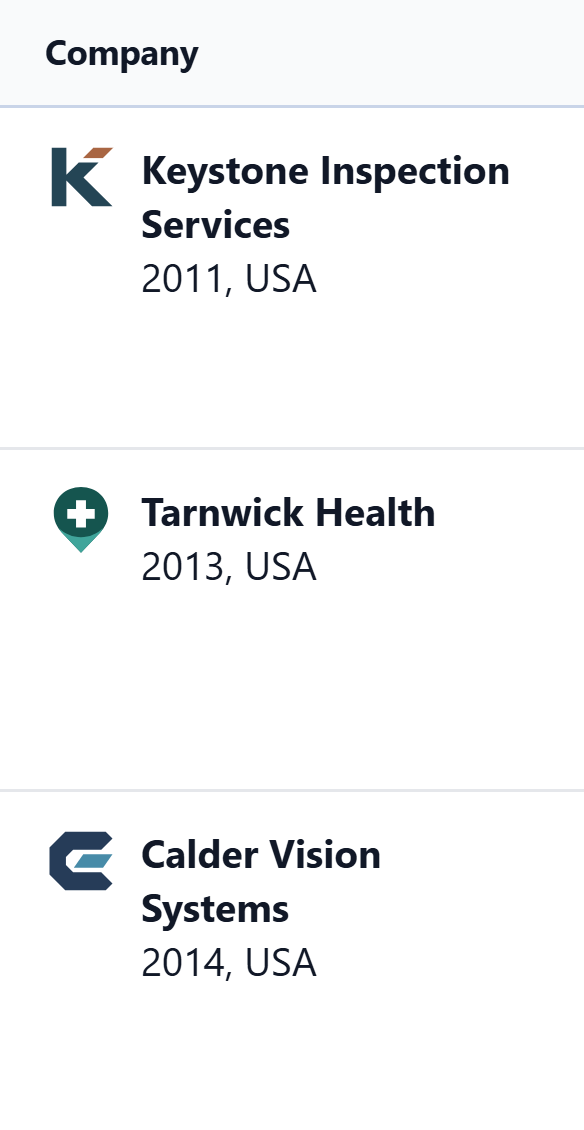 Company
Keystone Inspection
Services
2011, USA
Tarnwick Health
2013, USA
Calder Vision
Systems
2014, USA